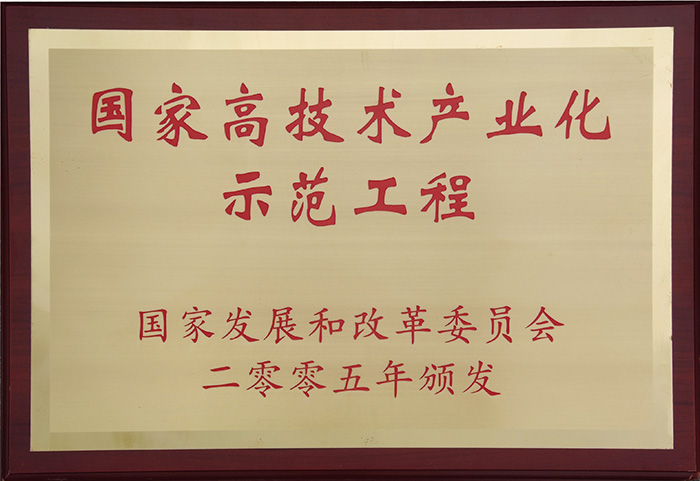 国家高技术产业化
示范工程
国家发展和改革委员会
二零零五年颁发